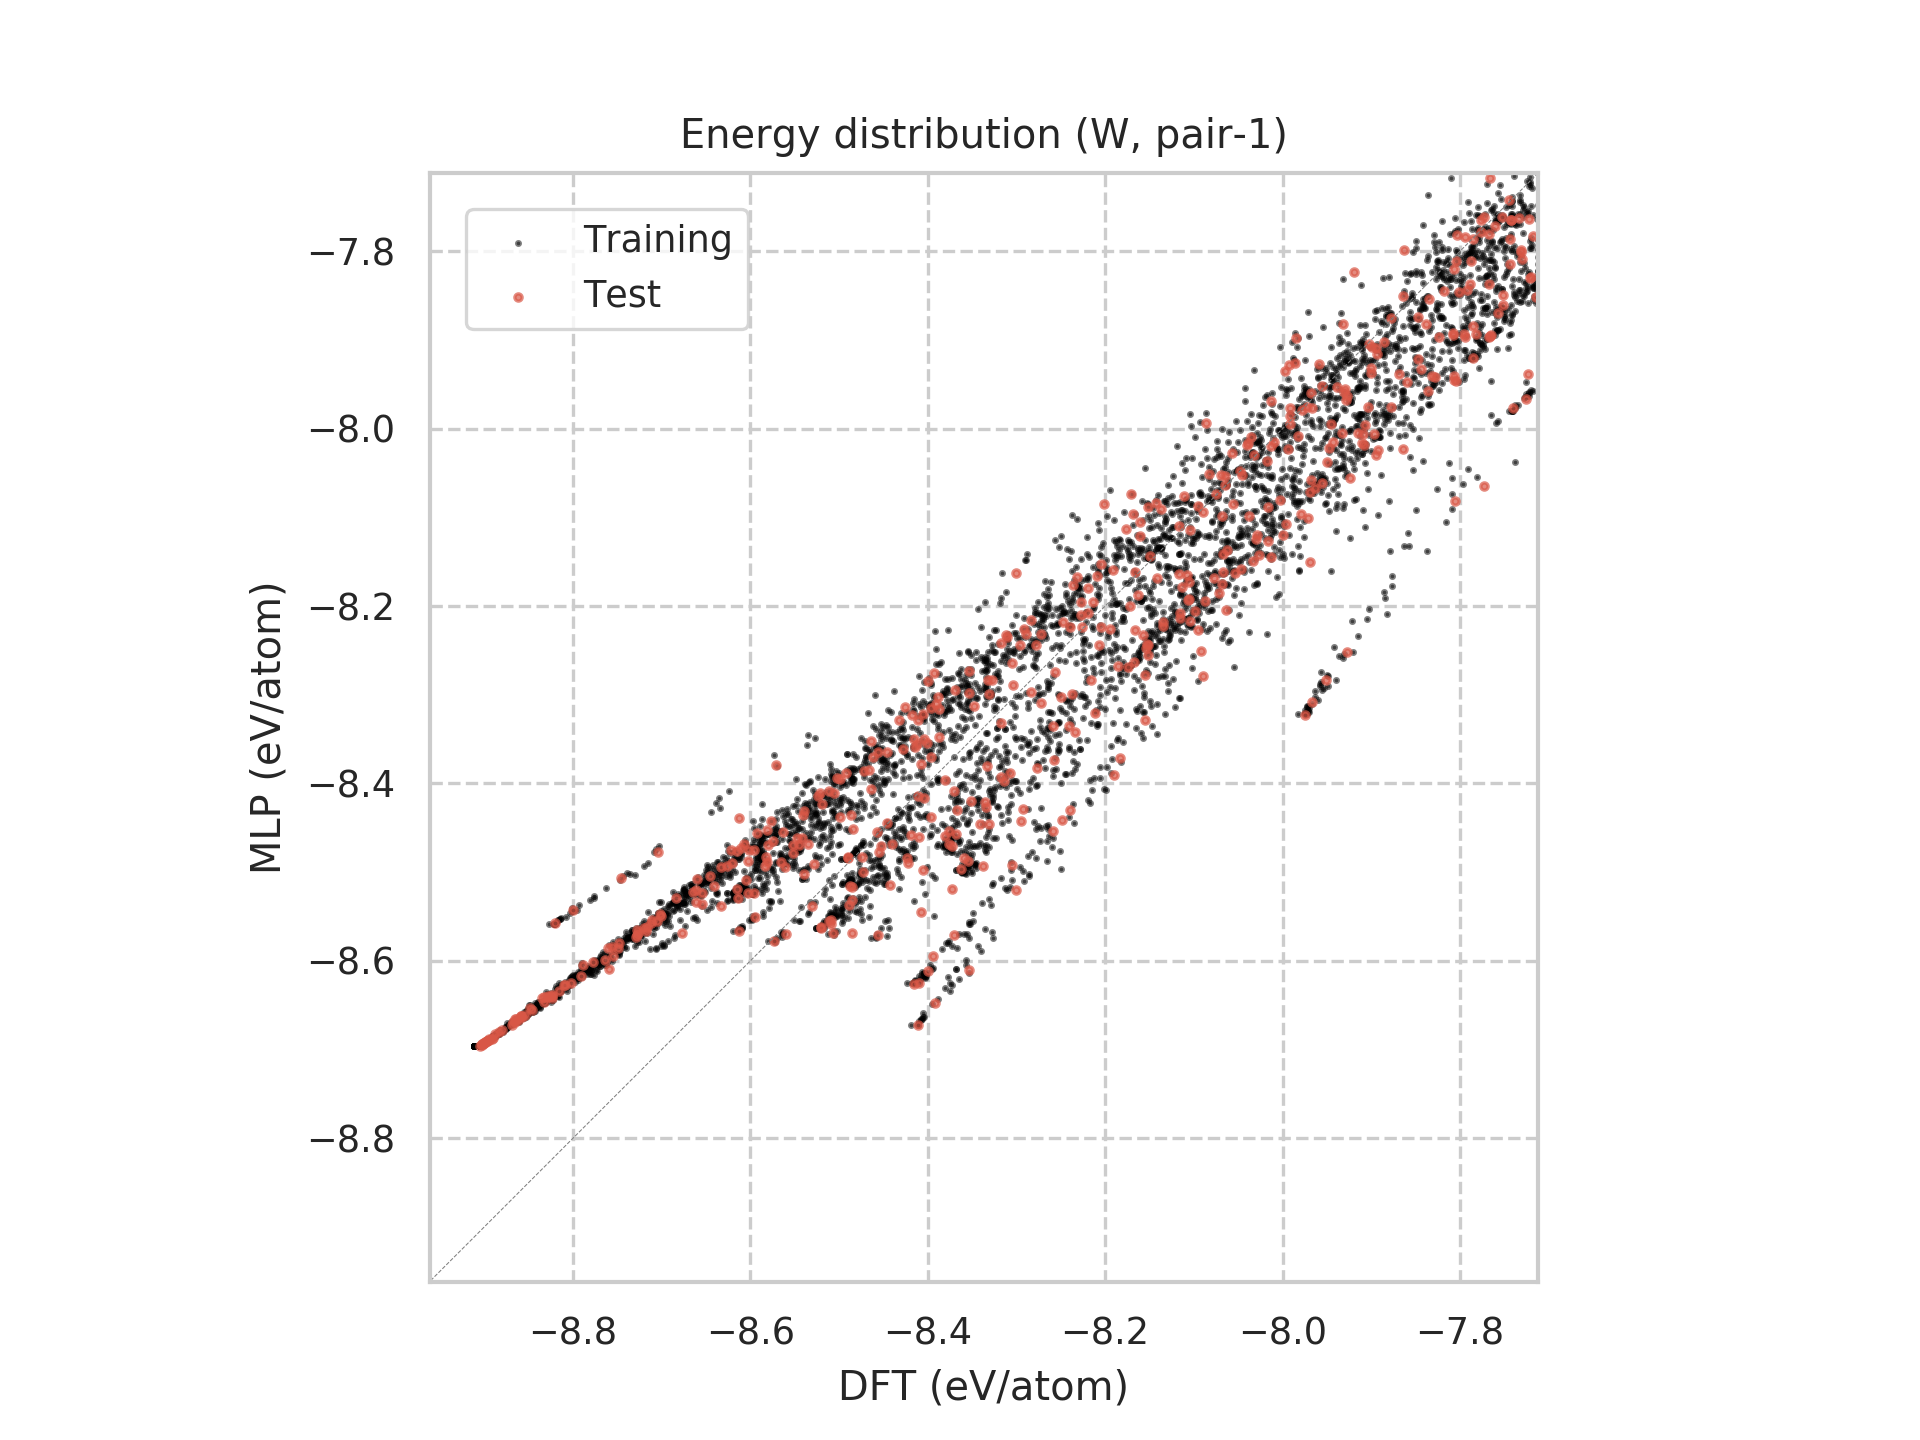 Energy distribution (W, pair-1)
Training
Test
−7.8
−8.0
−8.2
−8.4
−8.6
−8.8
MLP (eV/atom)
−8.8 −8.6 −8.4 −8.2 −8.0 −7.8
DFT (eV/atom)